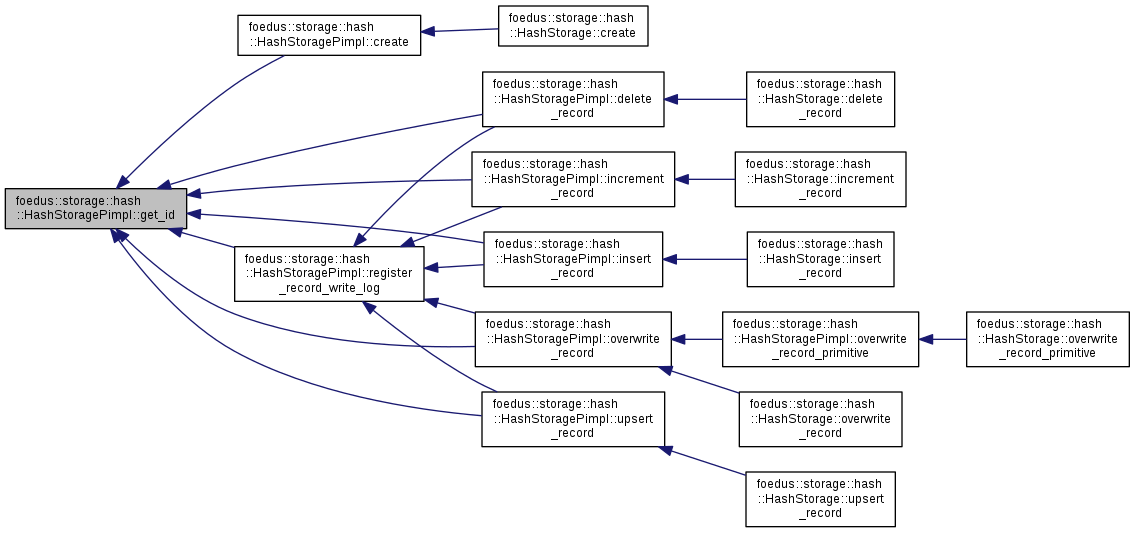 foedus::storage::hash
::HashStoragePimpl::create
foedus::storage::hash
::HashStorage::create
foedus::storage::hash
::HashStoragePimpl::delete
_record
foedus::storage::hash
::HashStorage::delete
_record
foedus::storage::hash
::HashStoragePimpl::increment
_record
foedus::storage::hash
::HashStorage::increment
_record
foedus::storage::hash
::HashStoragePimpl::get_id
foedus::storage::hash
::HashStoragePimpl::register
_record_write_log
foedus::storage::hash
::HashStoragePimpl::insert
_record
foedus::storage::hash
::HashStorage::insert
_record
foedus::storage::hash
::HashStoragePimpl::overwrite
_record
foedus::storage::hash
::HashStoragePimpl::overwrite
_record_primitive
foedus::storage::hash
::HashStorage::overwrite
_record_primitive
foedus::storage::hash
::HashStoragePimpl::upsert
_record
foedus::storage::hash
::HashStorage::overwrite
_record
foedus::storage::hash
::HashStorage::upsert
_record